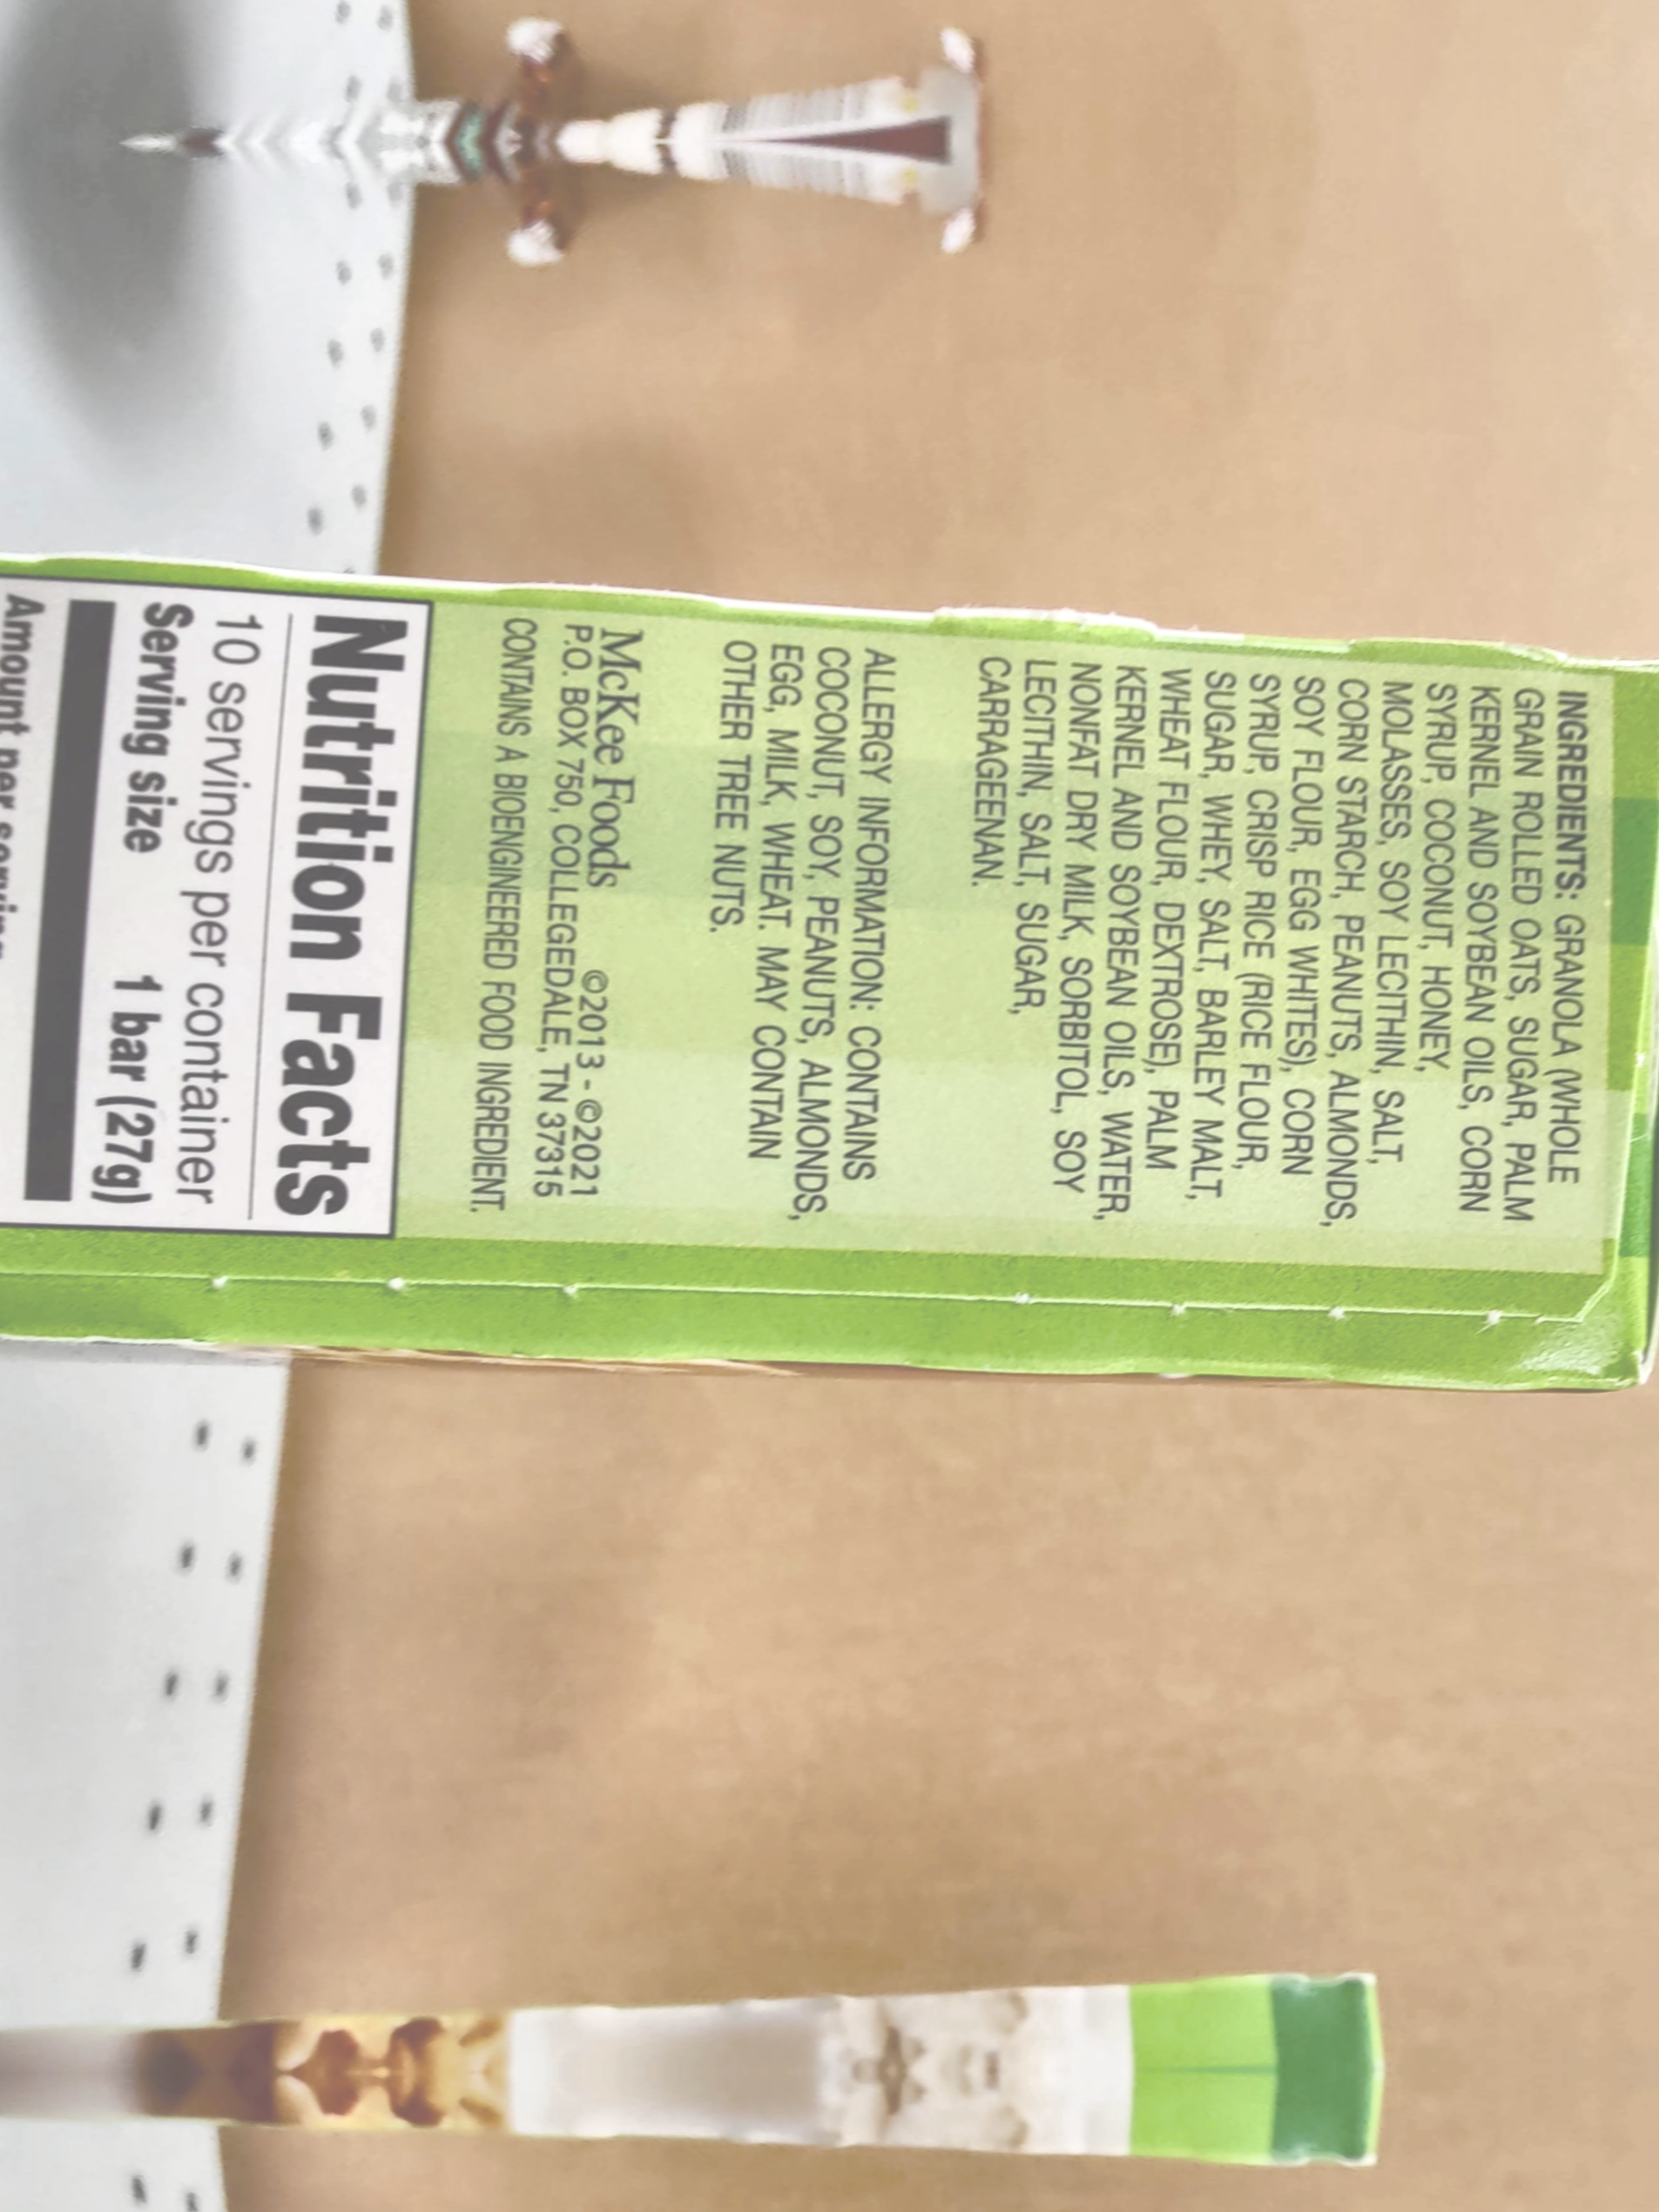 INGREDIENTS: GRANOLA (WHOLE
GRAIN ROLLED OATS, SUGAR, PALM
KERNEL AND SOYBEAN OILS, CORN
SYRUP, COCONUT, HONEY,
MOLASSES, SOY LECITHIN, SALT,
CORN STARCH, PEANUTS, ALMONDS,
SOY FLOUR, EGG WHITES), CORN
SYRUP, CRISP RICE (RICE FLOUR,
SUGAR, WHEY, SALT, BARLEY MALT,
WHEAT FLOUR, DEXTROSE), PALM
KERNEL AND SOYBEAN OILS, WATER,
NONFAT DRY MILK, SORBITOL, SOY
LECITHIN, SALT, SUGAR,
CARRAGEENAN.
ALLERGY INFORMATION: CONTAINS
COCONUT, SOY, PEANUTS, ALMONDS,
EGG, MILK, WHEAT. MAY CONTAIN
OTHER TREE NUTS.
McKee Foods ©2013 - ©2021
P.O. BOX 750, COLLEGEDALE, TN 37315
CONTAINS A BIOENGINEERED FOOD INGREDIENT.
Nutrition Facts
10 servings per container
Serving size 1 bar (27g)
Amount per serving